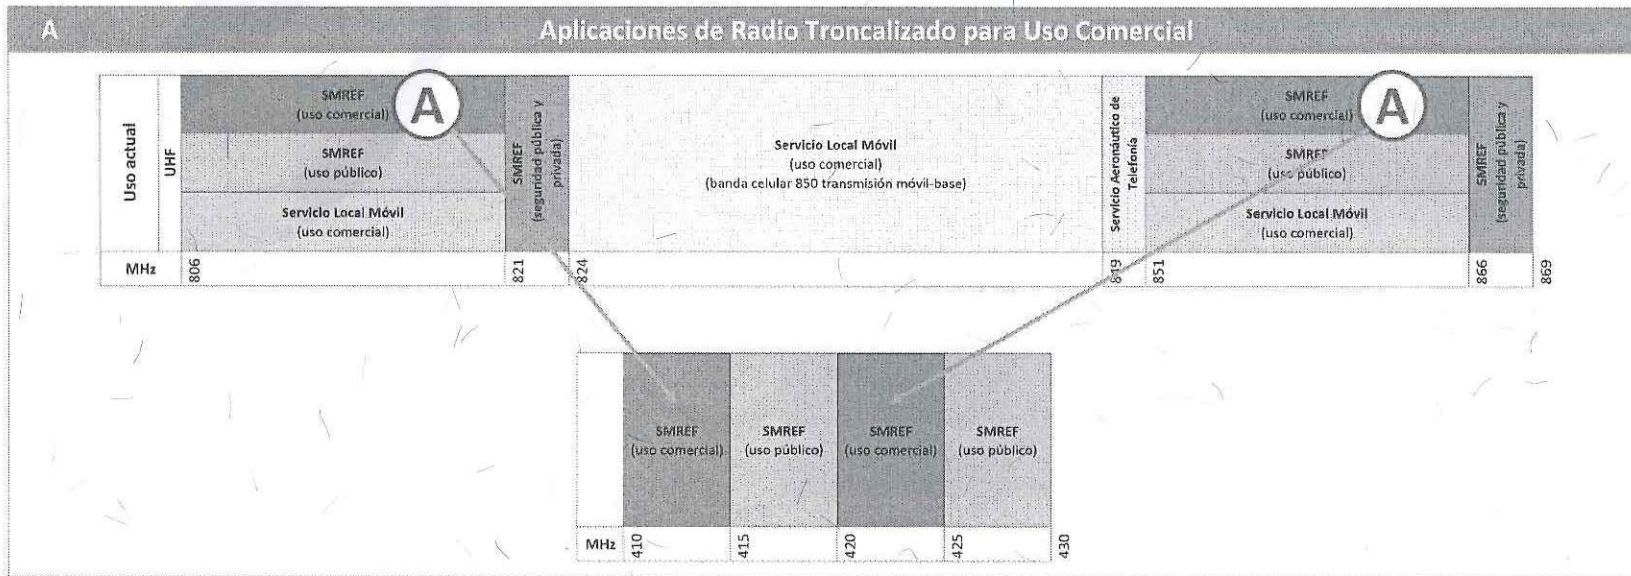 A
Aplicaciones de Radio Troncalizado para Uso Comercial
Uso actual
UHF
SMREF
(uso comercial)
A
SMREF
(uso público)
Servicio Local Móvil
(uso comercial)
SMREF
(seguridad pública y
privada)
Servicio Local Móvil
(uso comercial)
(banda celular 850 transmisión móvil-base)
Servicio Aeronáutico de
Telefonía
SMREF
(uso comercial)
A
SMREF
(uso público)
Servicio Local Móvil
(uso comercial)
SMREF
(seguridad pública y
privada)
MHz
806
821
824
849
851
866
869
SMREF
(uso comercial)
SMREF
(uso público)
SMREF
(uso comercial)
SMREF
(uso público)
MHz
410
415
420
425
430